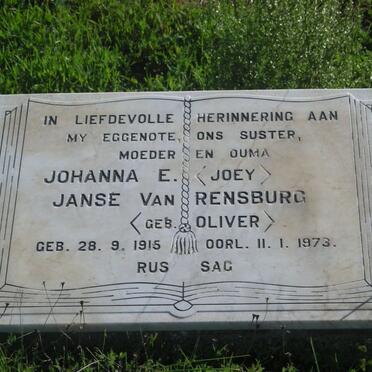 IN LIEFDEVOLLE HERINNERING AAN
MY EGGENOTE, ONS SUSTER,
MOEDER EN OUMA
JOHANNA E. <JOEY>
JANSE VAN RENSBURG
<GEB. OLIVER>
GEB. 28. 9. 1915 OORL. 11. 1. 1973.
RUS SAG